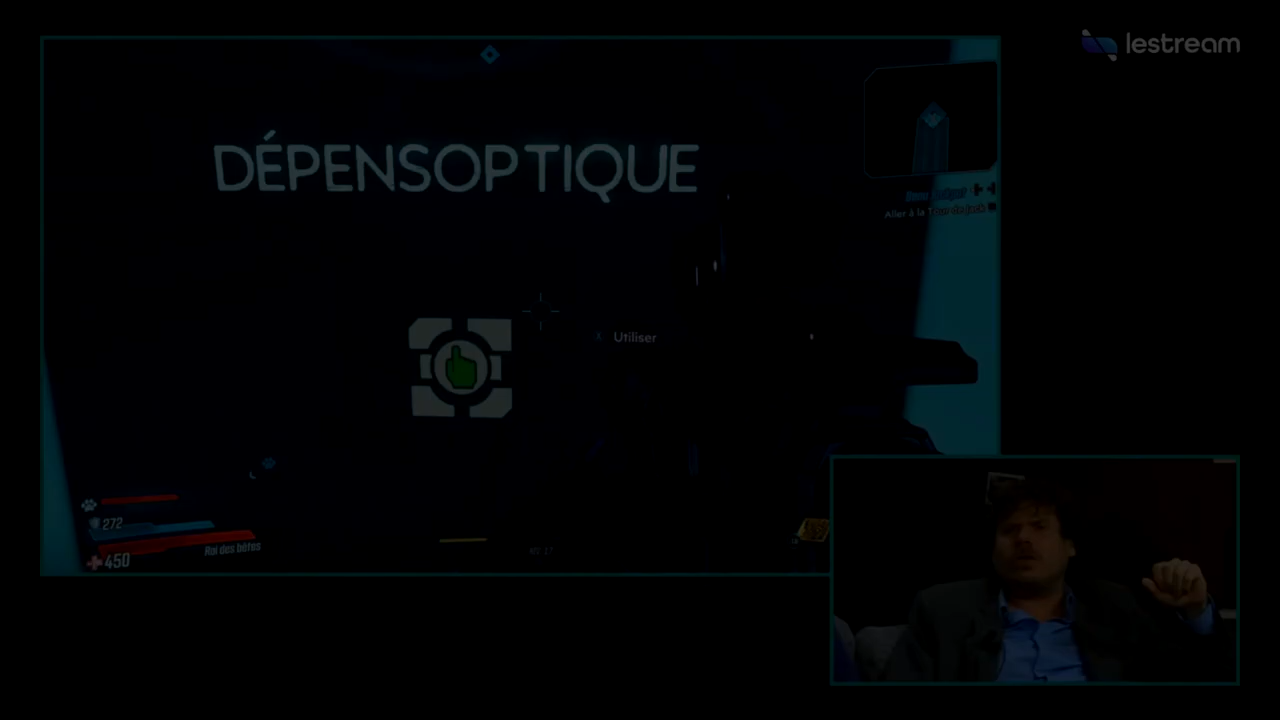 lestream
DÉPENSOPTIQUE
Aller à la Tour de Jack
Utiliser
272
Roi des bêtes
450